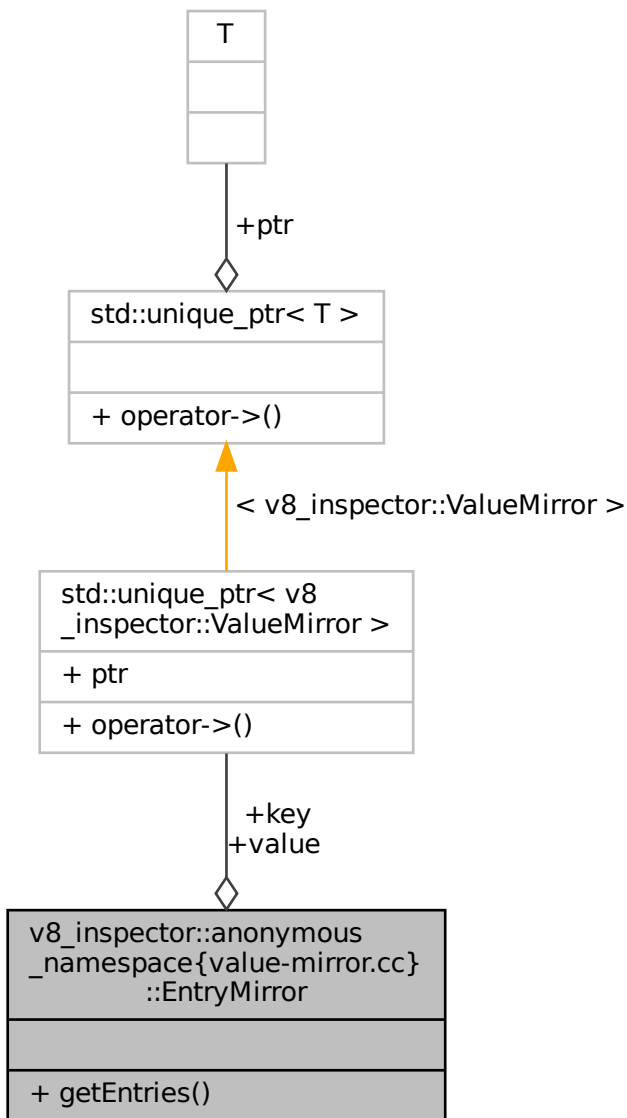 T
+ptr
std::unique_ptr< T >
+ operator->()
< v8_inspector::ValueMirror >
std::unique_ptr< v8
_inspector::ValueMirror >
+ ptr
+ operator->()
+key
+value
v8_inspector::anonymous
_namespace{value-mirror.cc}
::EntryMirror
+ getEntries()